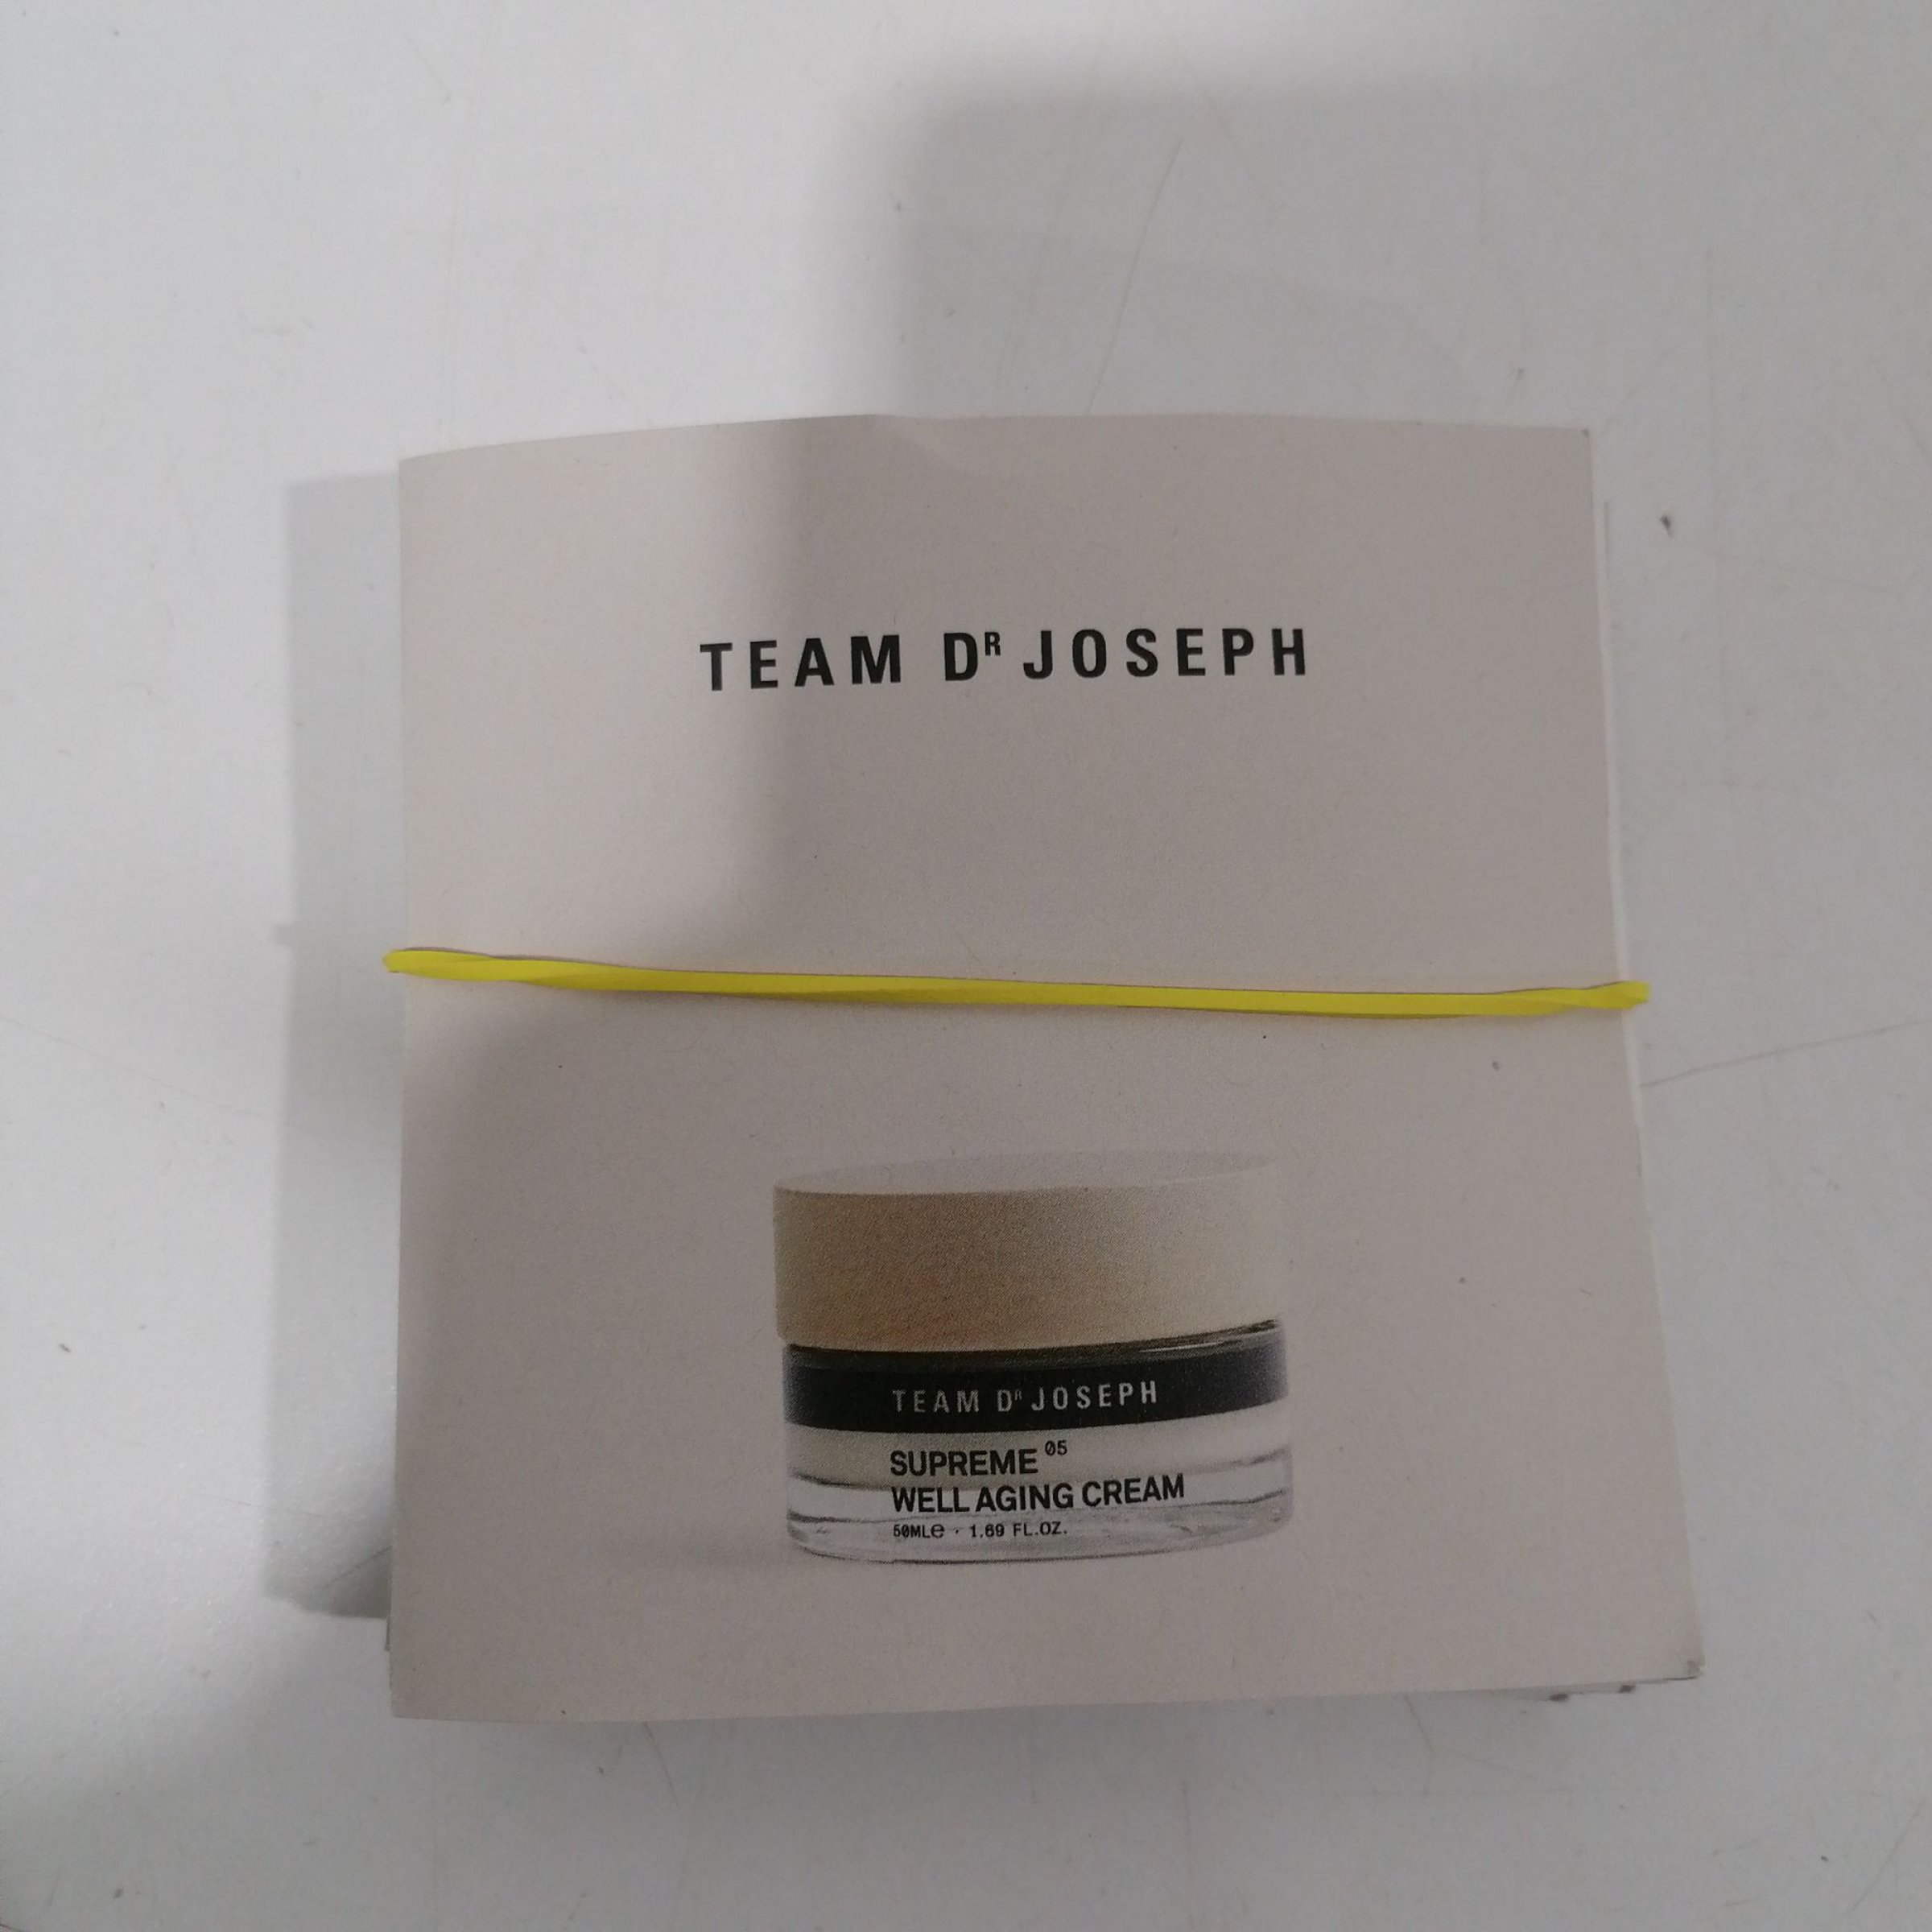 TEAM DR JOSEPH
TEAM DR JOSEPH
SUPREME 05
WELL AGING CREAM
50MLe · 1.69 FL.OZ.